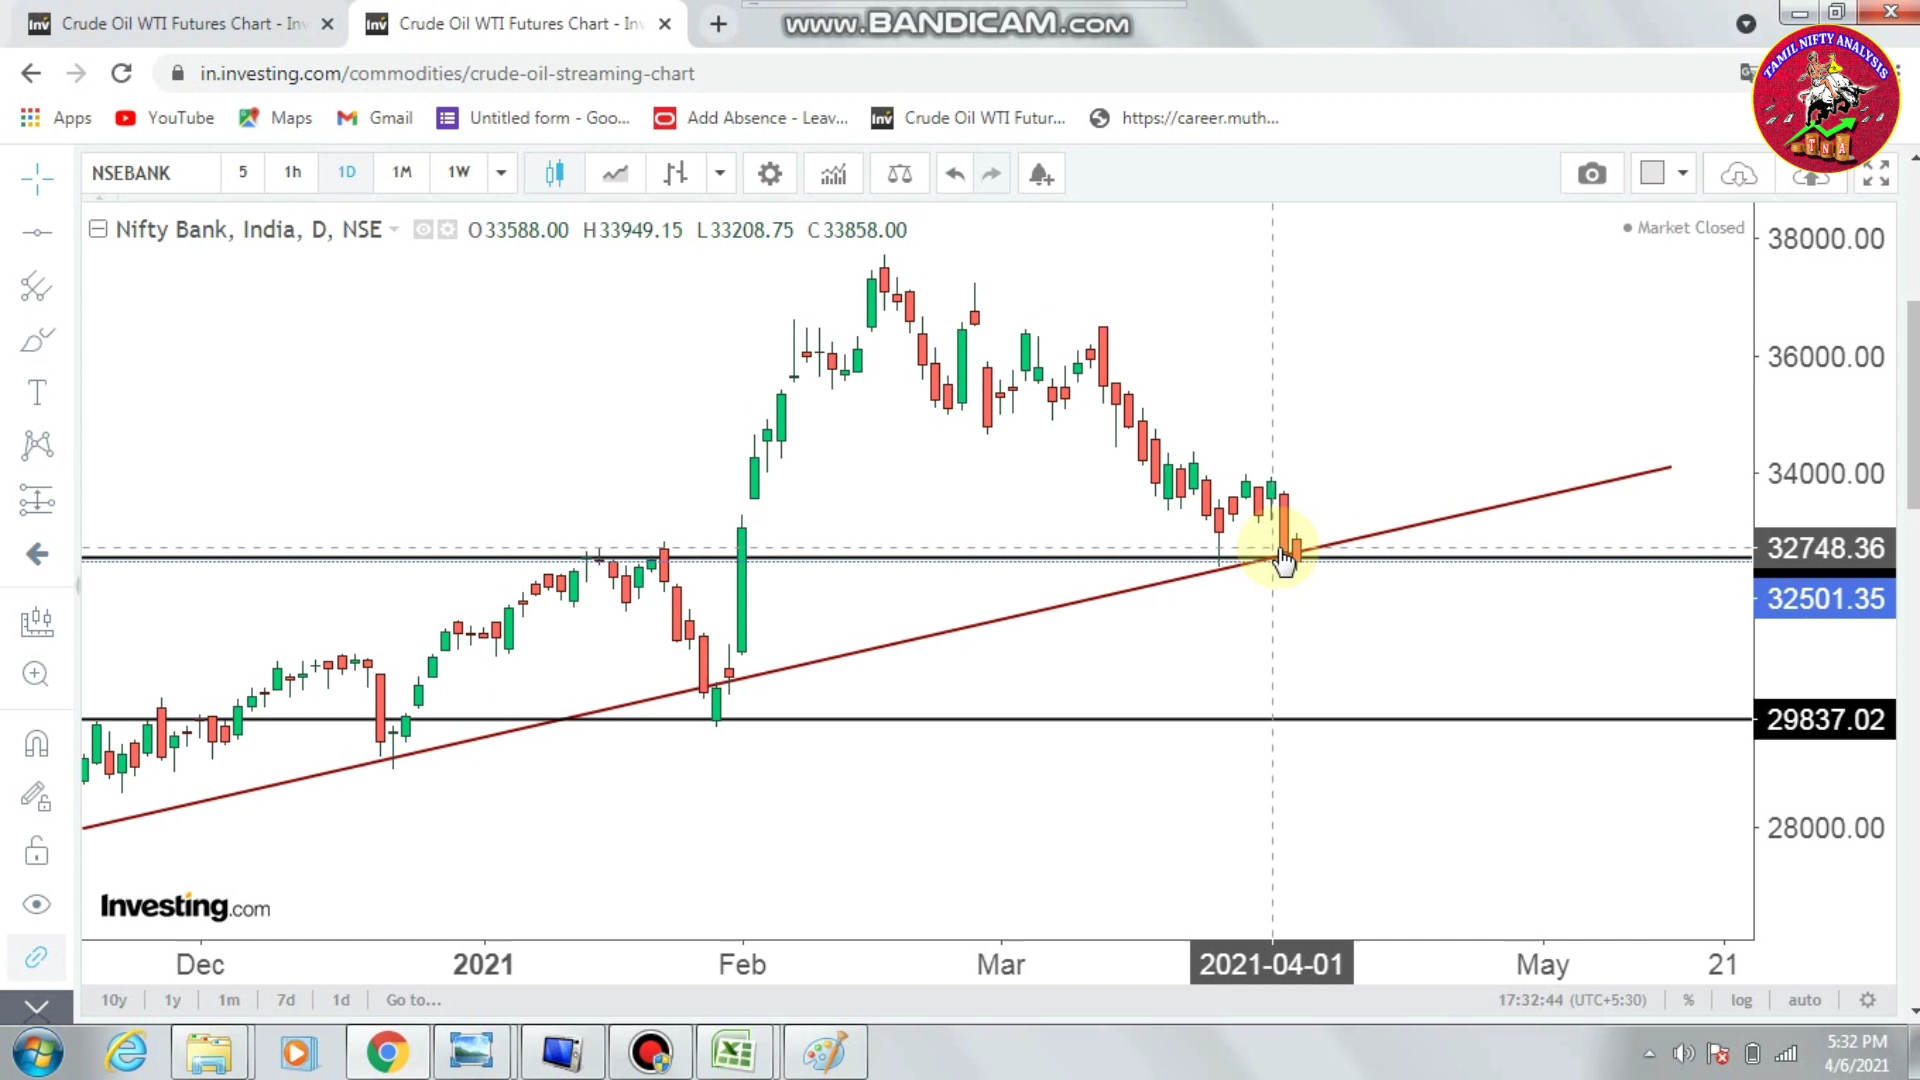 Crude Oil WTI Futures Chart - Inv
Crude Oil WTI Futures Chart - Inv
www.BANDICAM.com
in.investing.com/commodities/crude-oil-streaming-chart
TAMIL NIFTY ANALYSIS
TNA
Apps
YouTube
Maps
Gmail
Untitled form - Goo...
Add Absence - Leav...
Crude Oil WTI Futur...
https://career.muth...
NSEBANK
5
1h
1D
1M
1W
Nifty Bank, India, D, NSE
O33588.00 H33949.15 L33208.75 C33858.00
Market Closed
38000.00
36000.00
34000.00
32748.36
32501.35
29837.02
28000.00
Investing.com
Dec
2021
Feb
Mar
2021-04-01
May
21
10y
1y
1m
7d
1d
Go to...
17:32:44 (UTC+5:30)
%
log
auto
5:32 PM
4/6/2021